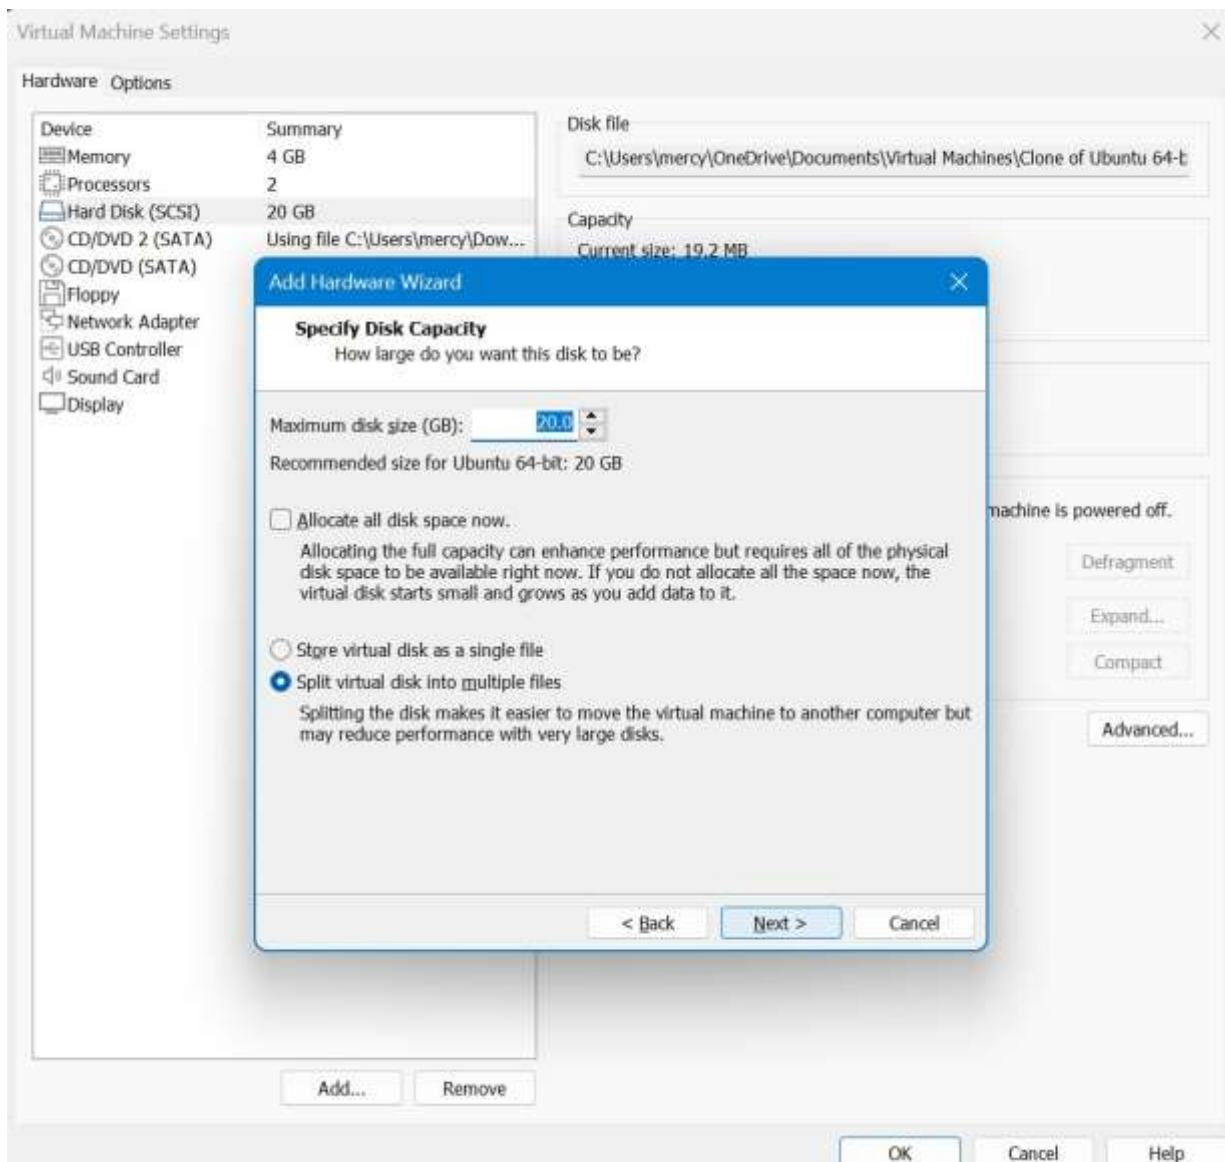 Virtual Machine Settings
Hardware Options
Device Summary
Memory 4 GB
Processors 2
Hard Disk (SCSI) 20 GB
CD/DVD 2 (SATA) Using file C:\Users\mercy\Dow...
CD/DVD (SATA)
Floppy
Network Adapter
USB Controller
Sound Card
Display
Add... Remove
Disk file
C:\Users\mercy\OneDrive\Documents\Virtual Machines\Clone of Ubuntu 64-b
Capacity
Current size: 19.2 MB
machine is powered off.
Defragment
Expand...
Compact
Advanced...
Add Hardware Wizard
Specify Disk Capacity
How large do you want this disk to be?
Maximum disk size (GB): 20.0
Recommended size for Ubuntu 64-bit: 20 GB
Allocate all disk space now.
Allocating the full capacity can enhance performance but requires all of the physical
disk space to be available right now. If you do not allocate all the space now, the
virtual disk starts small and grows as you add data to it.
Store virtual disk as a single file
Split virtual disk into multiple files
Splitting the disk makes it easier to move the virtual machine to another computer but
may reduce performance with very large disks.
< Back Next > Cancel
OK Cancel Help